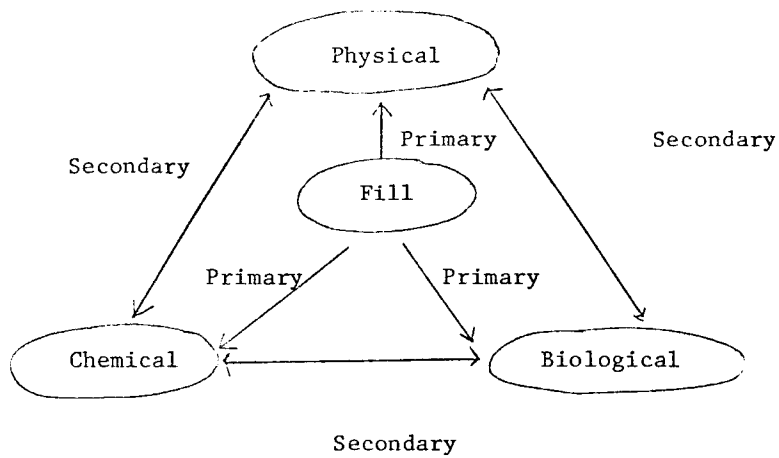 Physical
Primary
Secondary
Secondary
Fill
Primary
Primary
Chemical
Biological
Secondary